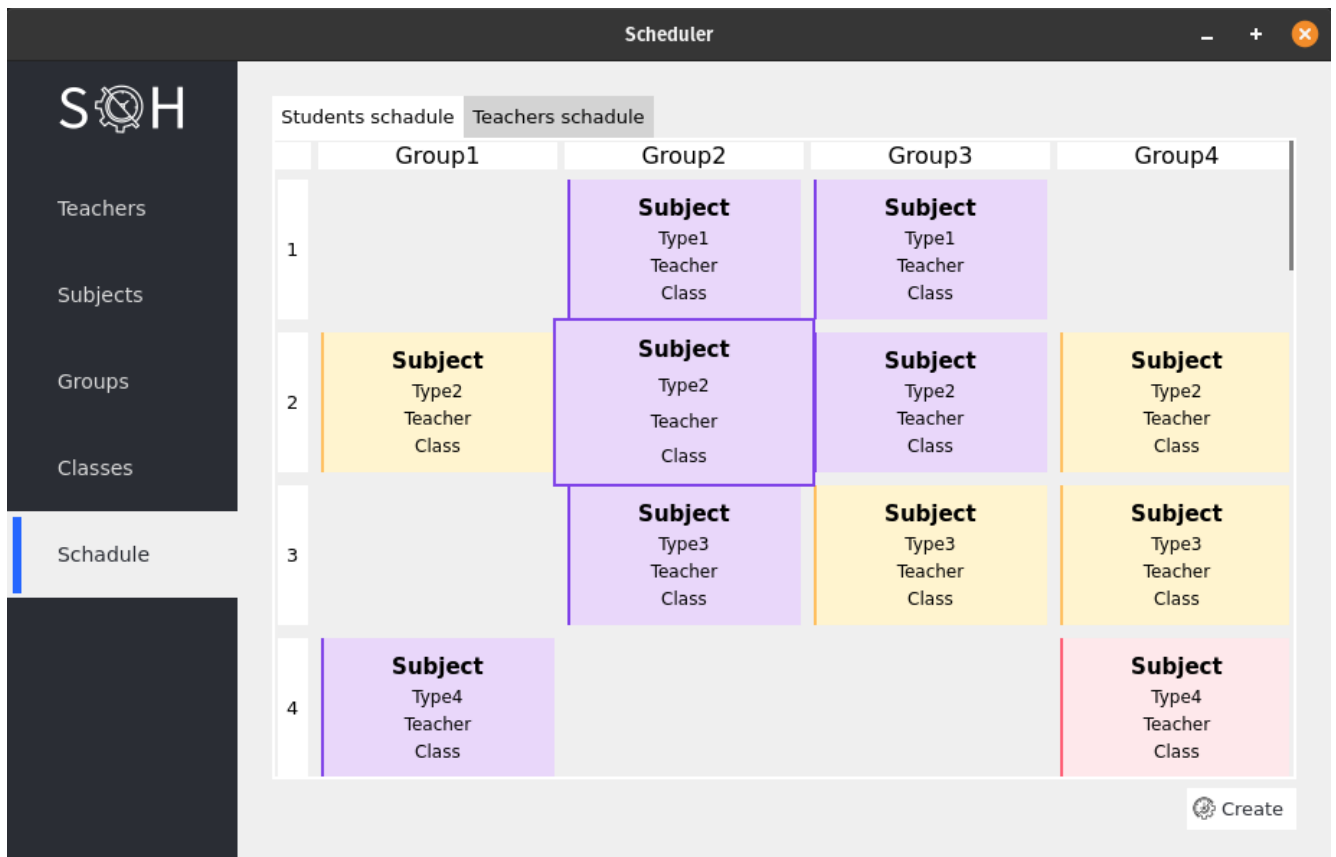 Scheduler
S H
Teachers
Subjects
Groups
Classes
Schadule
Students schadule Teachers schadule
Group1 Group2 Group3 Group4
1
Subject Subject
Type1 Type1
Teacher Teacher
Class Class
2
Subject Subject Subject Subject
Type2 Type2 Type2 Type2
Teacher Teacher Teacher Teacher
Class Class Class Class
3
Subject Subject Subject
Type3 Type3 Type3
Teacher Teacher Teacher
Class Class Class
4
Subject Subject
Type4 Type4
Teacher Teacher
Class Class
Create